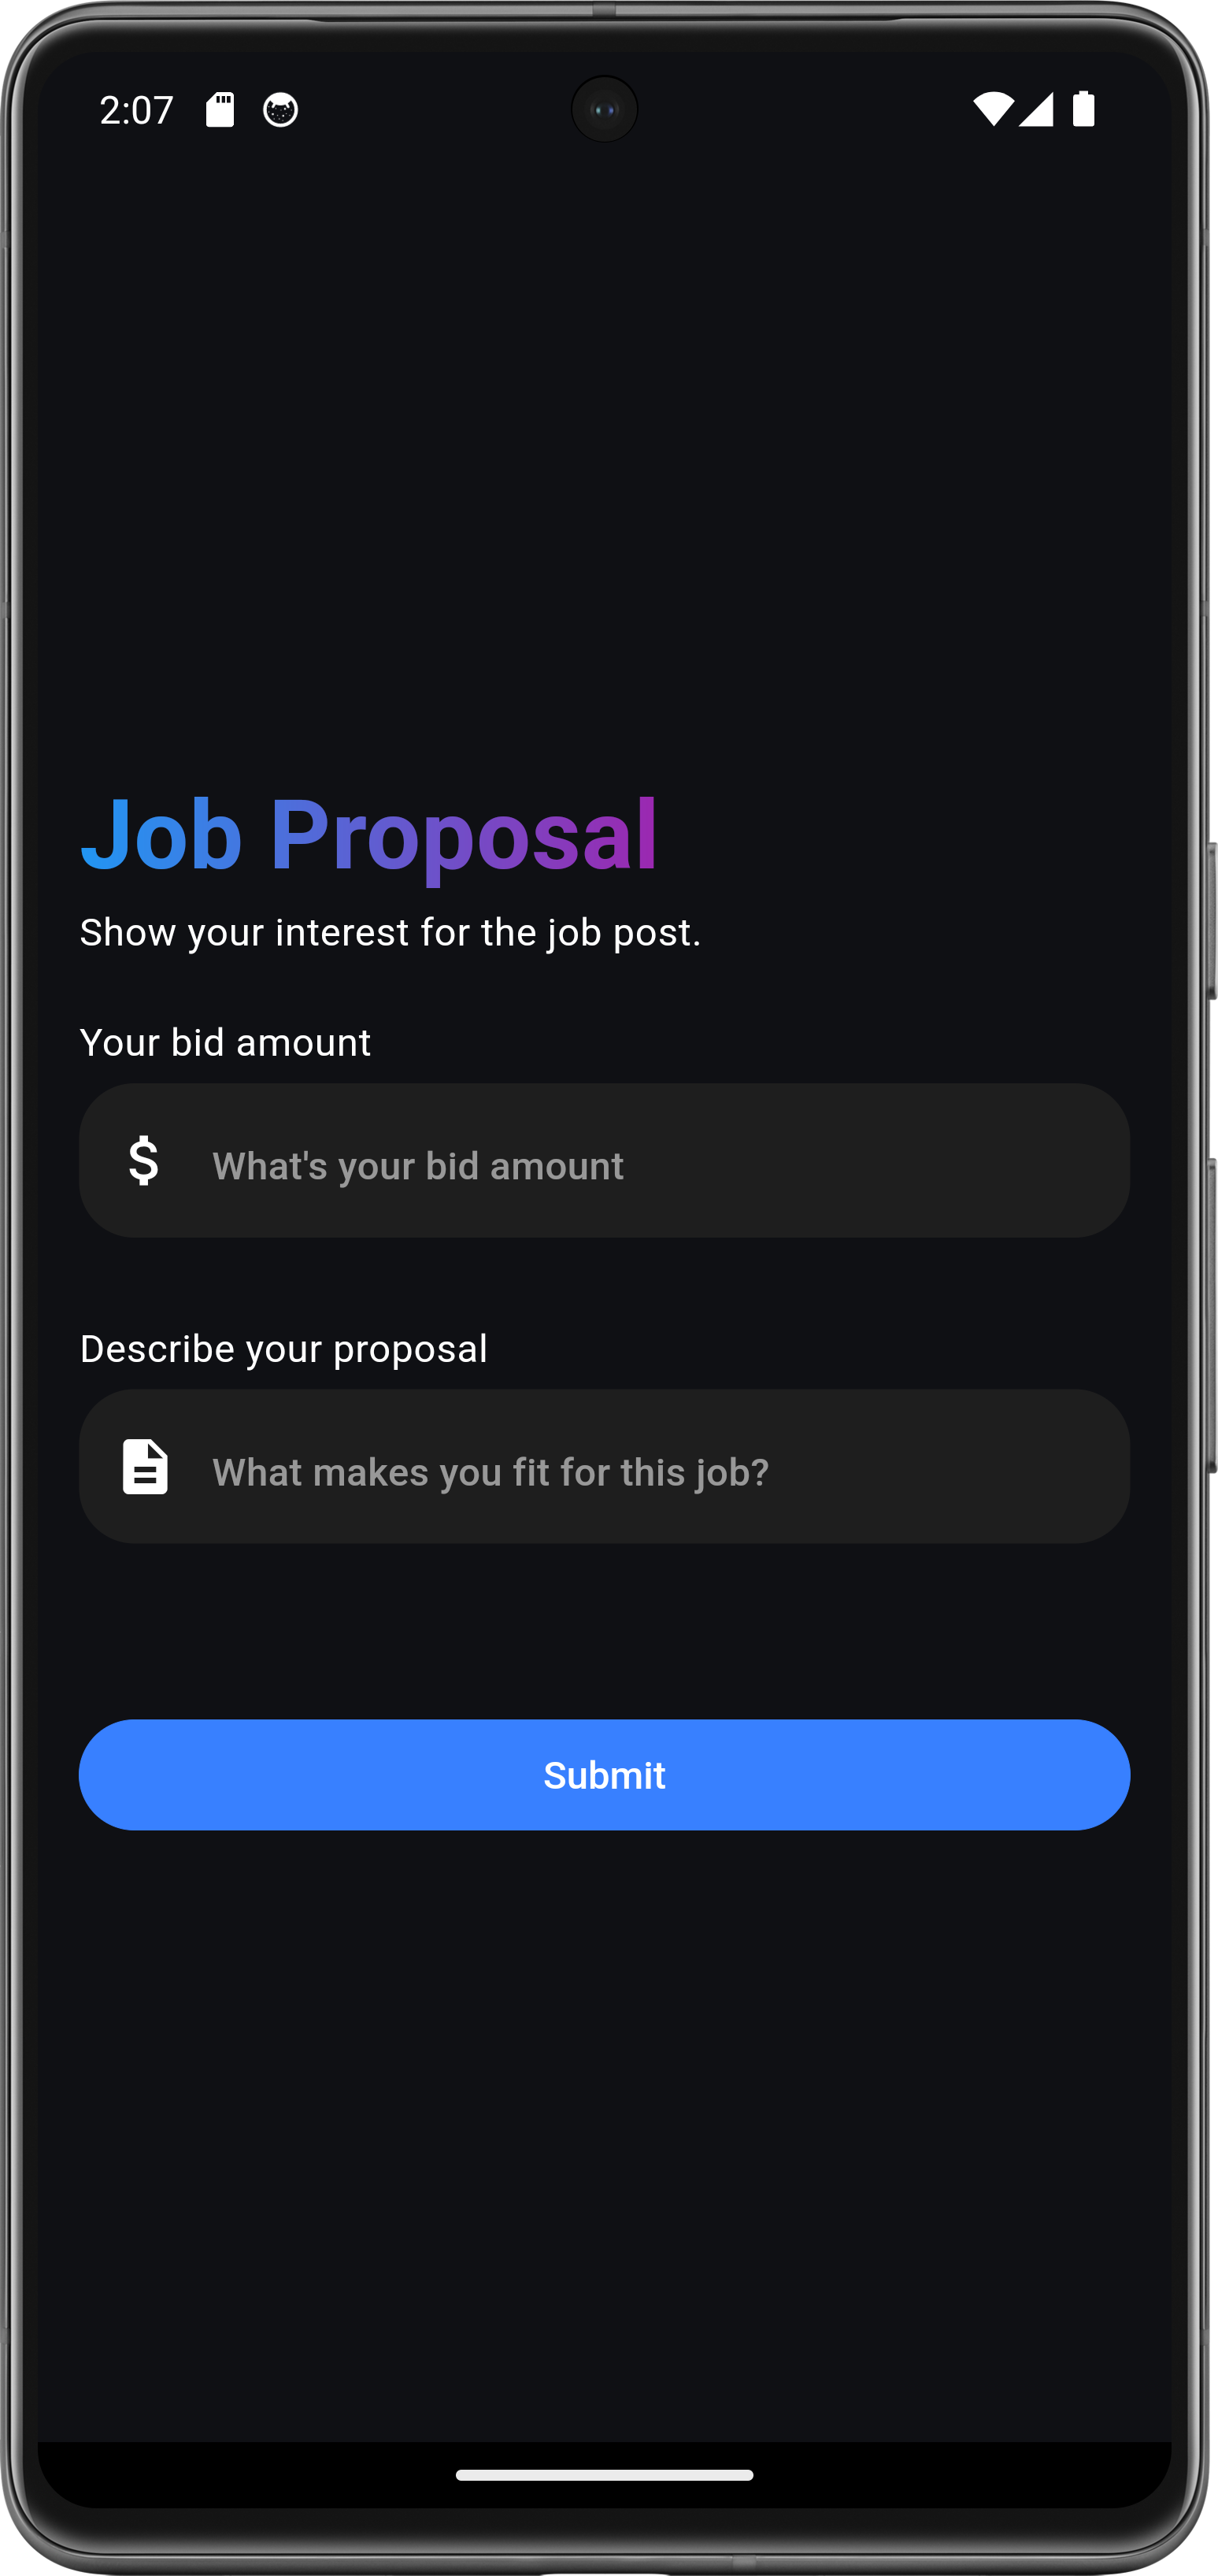 2:07
Job Proposal
Show your interest for the job post.
Your bid amount
$ What's your bid amount
Describe your proposal
What makes you fit for this job?
Submit